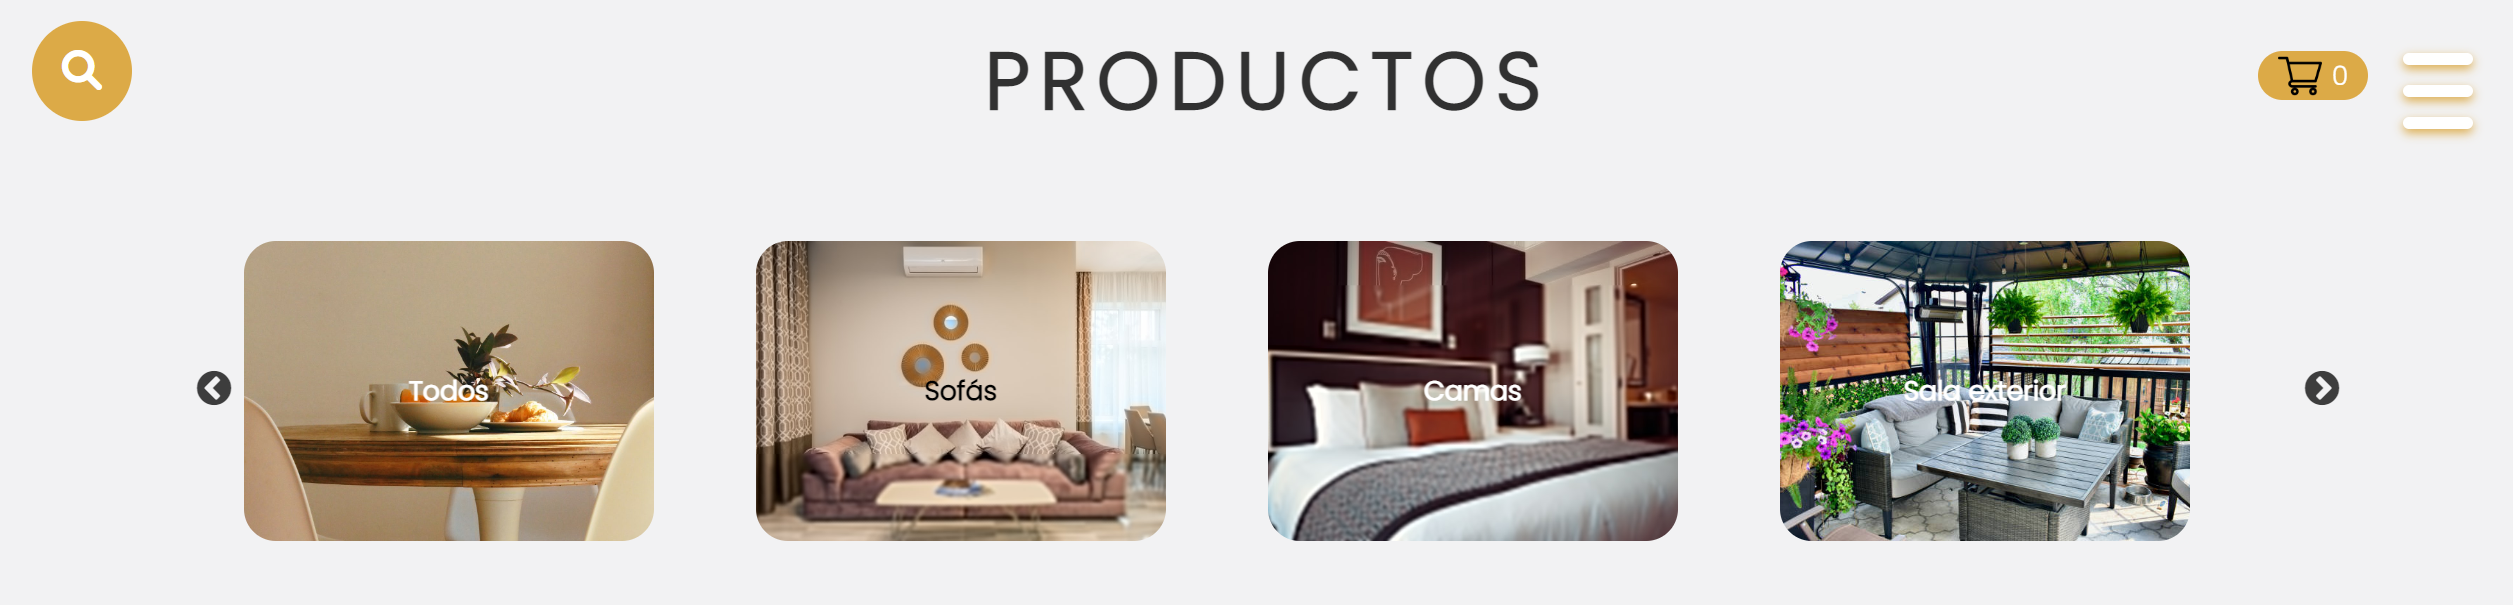 PRODUCTOS
0
Todos
Sofás
Camas
Sala exterior